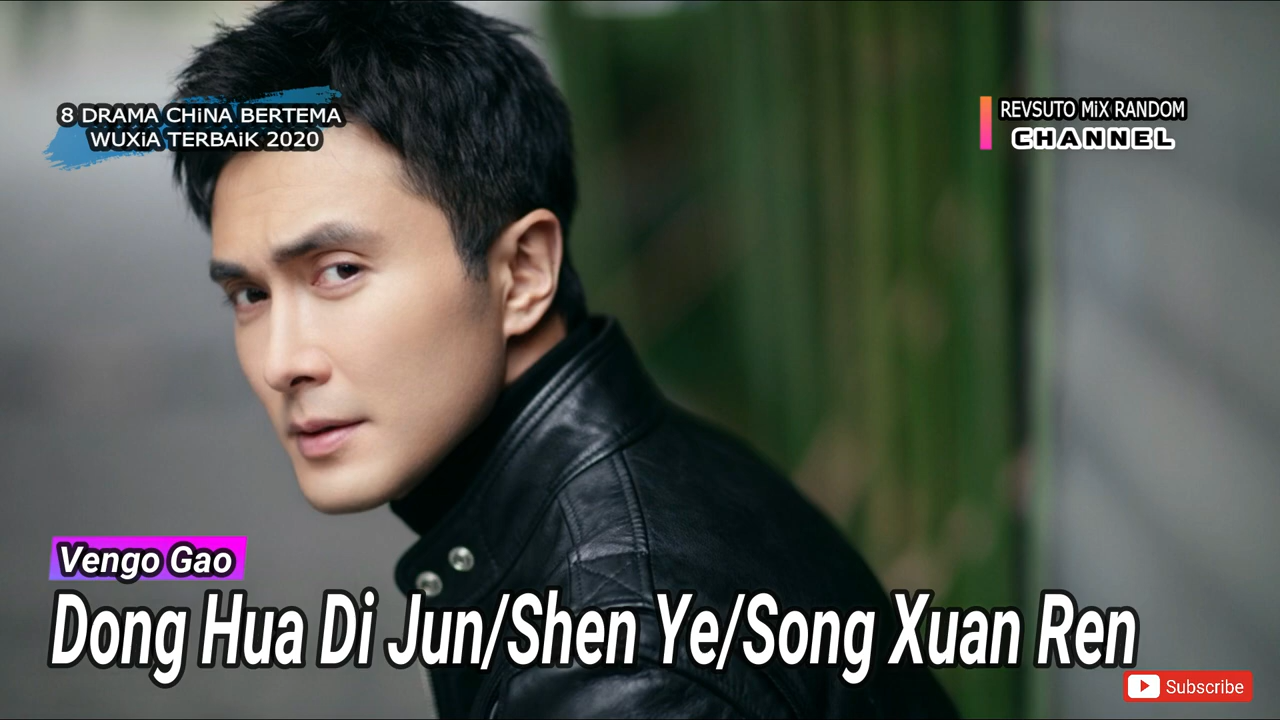 8 DRAMA CHiNA BERTEMA
WUXiA TERBAiK 2020
REVSUTO MiX RANDOM
CHANNEL
Vengo Gao
Dong Hua Di Jun/Shen Ye/Song Xuan Ren
Subscribe